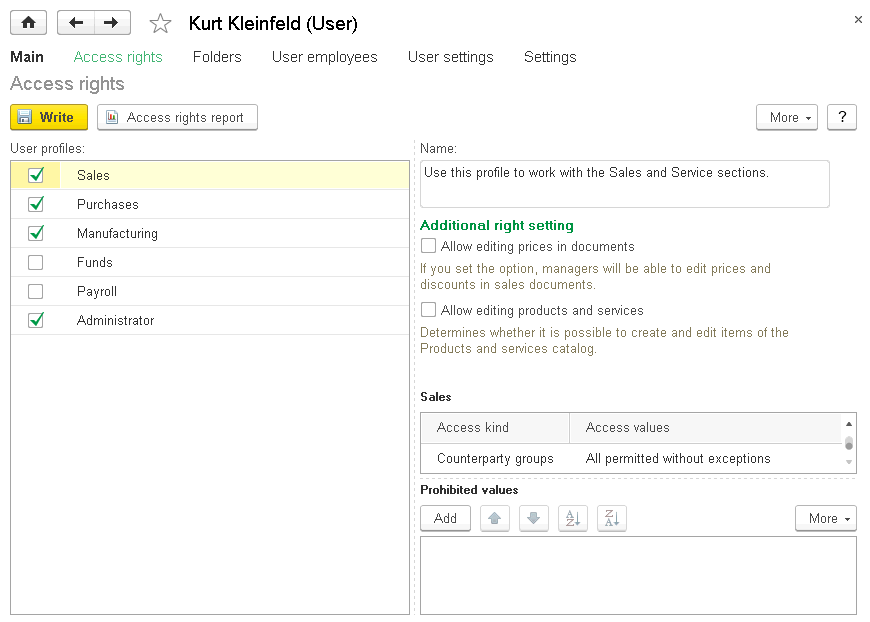 Kurt Kleinfeld (User)
Main Access rights Folders User employees User settings Settings
Access rights
Write Access rights report More ?
User profiles:
Sales
Purchases
Manufacturing
Funds
Payroll
Administrator
Name:
Use this profile to work with the Sales and Service sections.
Additional right setting
Allow editing prices in documents
If you set the option, managers will be able to edit prices and
discounts in sales documents.
Allow editing products and services
Determines whether it is possible to create and edit items of the
Products and services catalog.
Sales
Access kind Access values
Counterparty groups All permitted without exceptions
Prohibited values
Add A Z Z A More